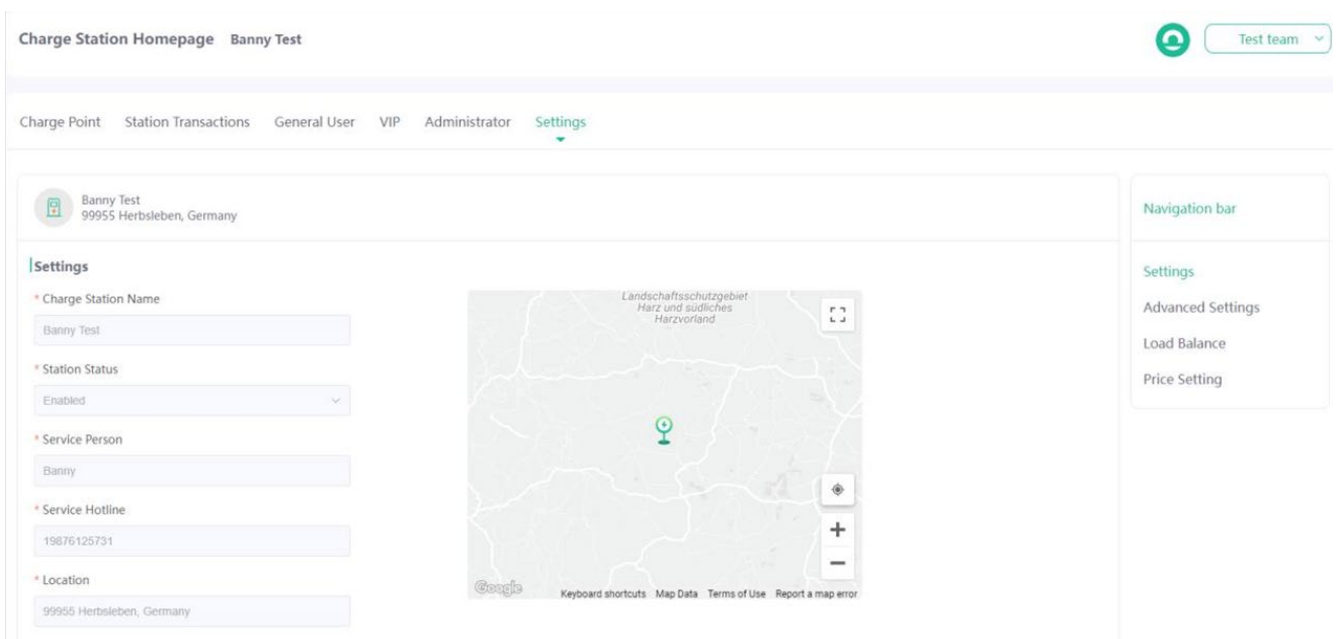 Charge Station Homepage Banny Test
Test team
Charge Point Station Transactions General User VIP Administrator Settings
Banny Test
99955 Herbsleben, Germany
Settings
* Charge Station Name
Banny Test
* Station Status
Enabled
* Service Person
Banny
* Service Hotline
19876125731
* Location
99955 Herbsleben, Germany
Landschaftsschutzgebiet
Harz und südliches
Harzvorland
Google
Keyboard shortcuts Map Data Terms of Use Report a map error
Navigation bar
Settings
Advanced Settings
Load Balance
Price Setting